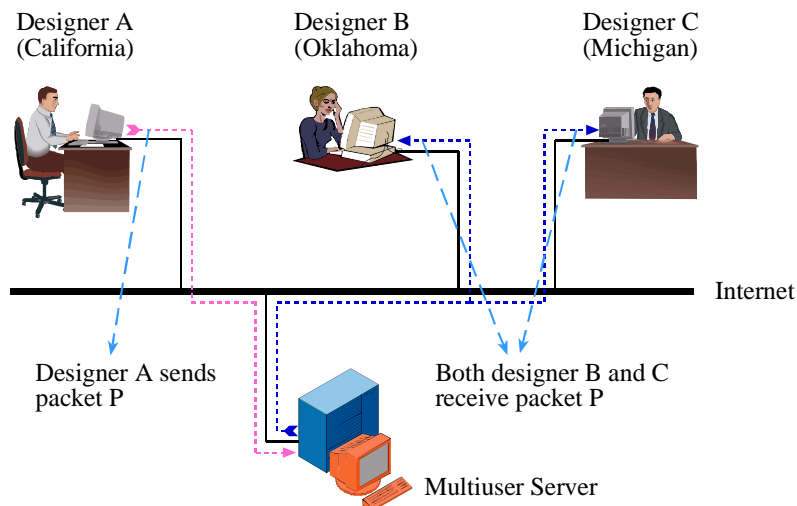 Designer A
(California)
Designer B
(Oklahoma)
Designer C
(Michigan)
Internet
Designer A sends
packet P
Both designer B and C
receive packet P
Multiuser Server